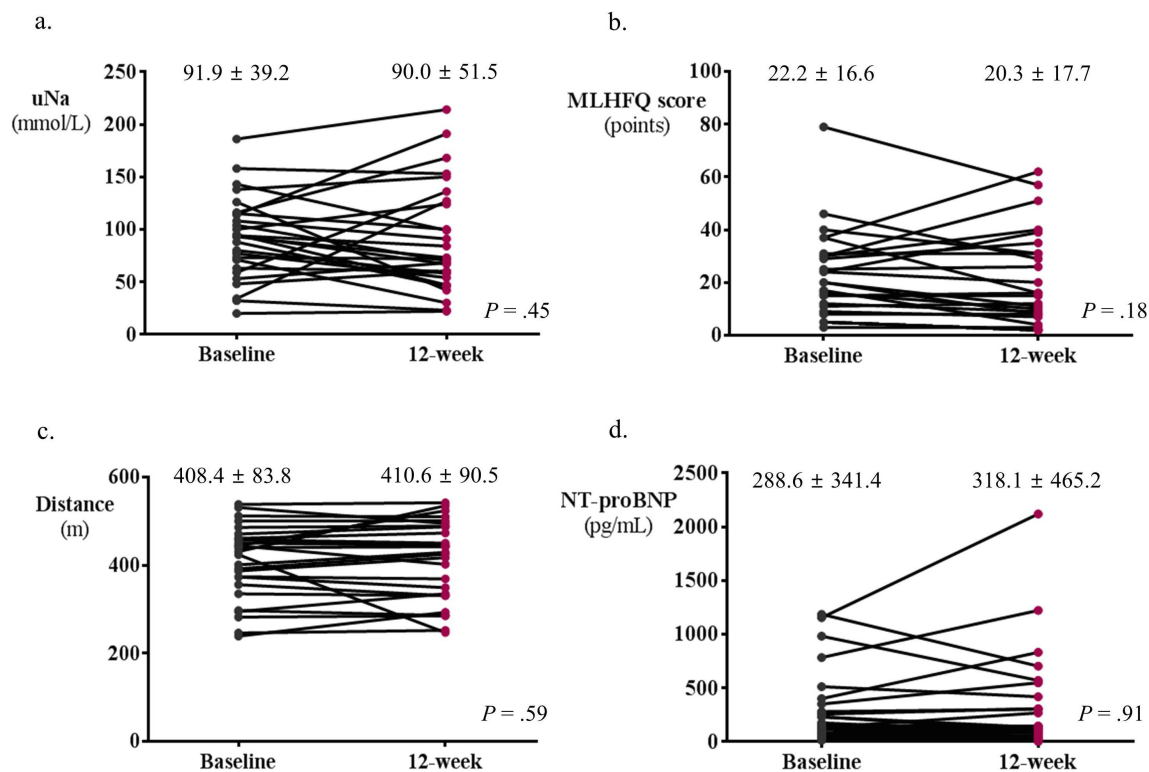 a.
91.9 ± 39.2
90.0 ± 51.5
uNa
(mmol/L)
250
200
150
100
50
0
P = .45
Baseline
12-week
b.
22.2 ± 16.6
20.3 ± 17.7
MLHFQ score
(points)
100
80
60
40
20
0
P = .18
Baseline
12-week
c.
408.4 ± 83.8
410.6 ± 90.5
Distance
(m)
600
400
200
0
P = .59
Baseline
12-week
d.
288.6 ± 341.4
318.1 ± 465.2
NT-proBNP
(pg/mL)
2500
2000
1500
1000
500
0
P = .91
Baseline
12-week